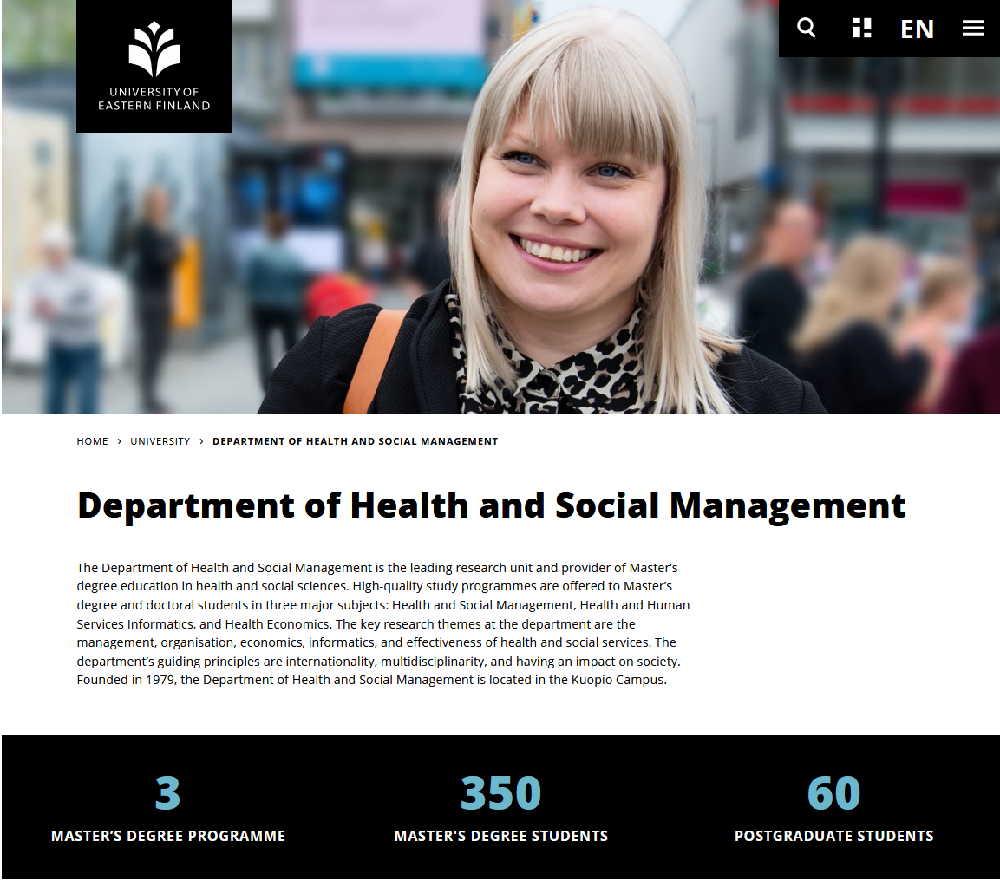 UNIVERSITY OF
EASTERN FINLAND
EN
HOME › UNIVERSITY › DEPARTMENT OF HEALTH AND SOCIAL MANAGEMENT
Department of Health and Social Management
The Department of Health and Social Management is the leading research unit and provider of Master’s
degree education in health and social sciences. High-quality study programmes are offered to Master’s
degree and doctoral students in three major subjects: Health and Social Management, Health and Human
Services Informatics, and Health Economics. The key research themes at the department are the
management, organisation, economics, informatics, and effectiveness of health and social services. The
department’s guiding principles are internationality, multidisciplinarity, and having an impact on society.
Founded in 1979, the Department of Health and Social Management is located in the Kuopio Campus.
3
MASTER’S DEGREE PROGRAMME
350
MASTER'S DEGREE STUDENTS
60
POSTGRADUATE STUDENTS